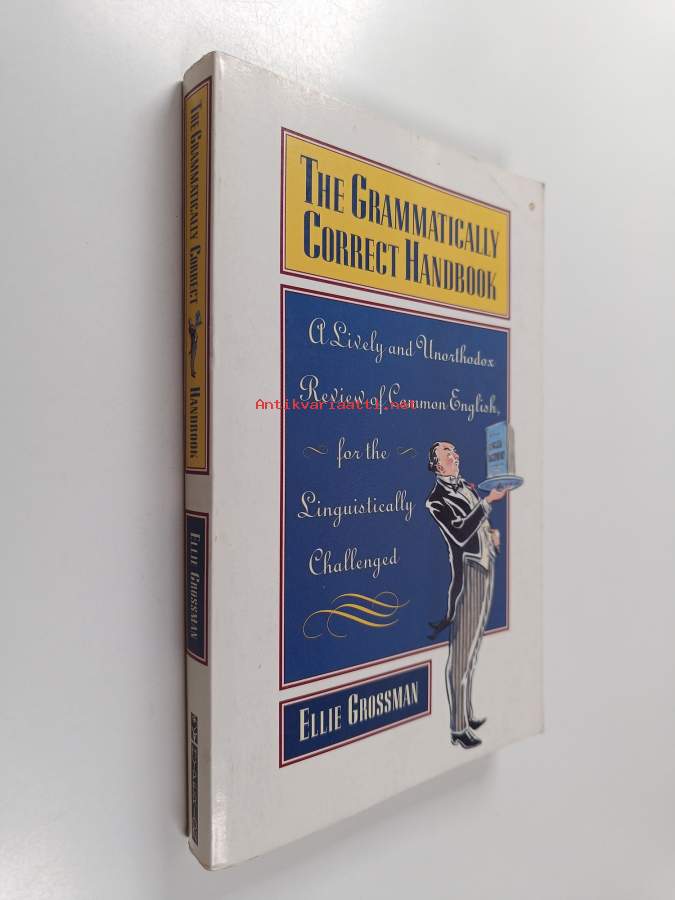 THE GRAMMATICALLY CORRECT HANDBOOK
ELLIE GROSSMAN
THE GRAMMATICALLY
CORRECT HANDBOOK
A Lively and Unorthodox
Review of Common English,
for the
Linguistically
Challenged
ELLIE GROSSMAN
Antikvariaatti.net